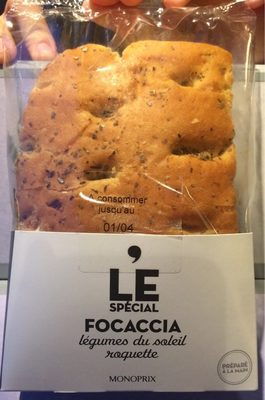 consommer
jusqu'au
01/04
LE
SPÉCIAL
FOCACCIA
légumes du soleil
roquette
PRÉPARÉ
À LA MAIN
MONOPRIX